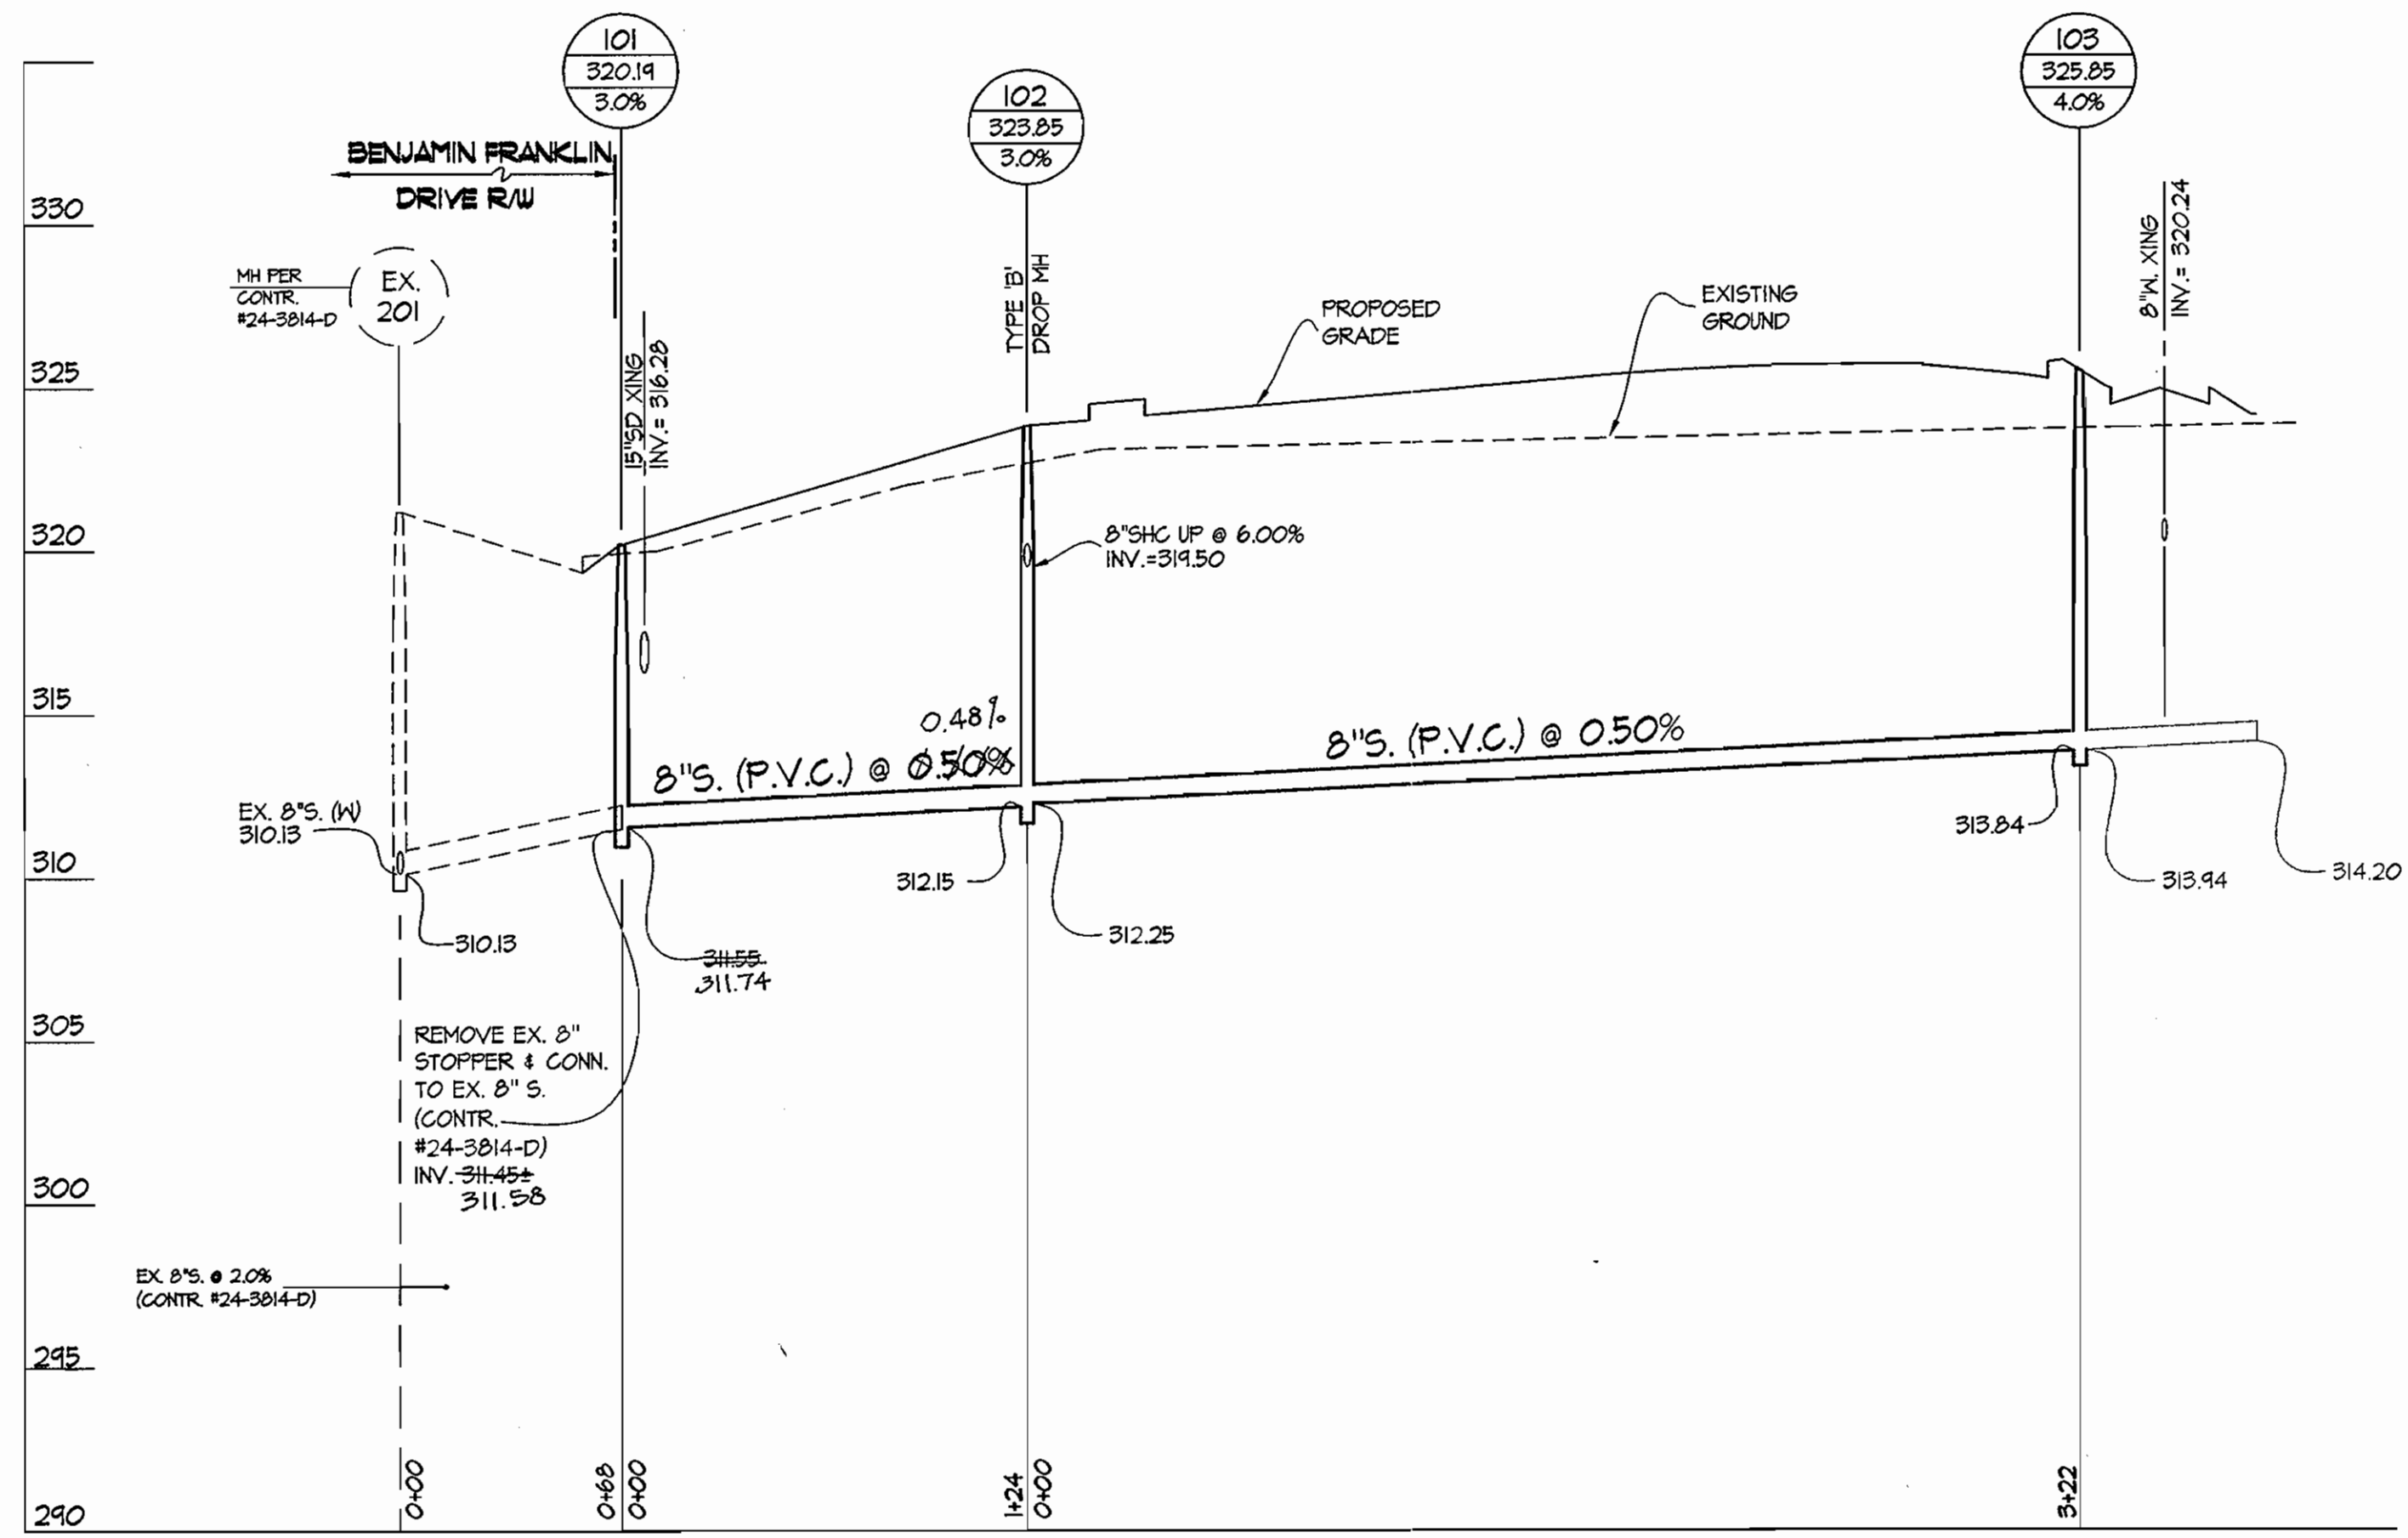 101
320.19
3.0%
102
323.85
3.0%
103
325.85
4.0%
BENJAMIN FRANKLIN
DRIVE R/W
MH PER
CONTR.
#24-3814-D
EX.
201
15"SD XING
INV.= 316.28
TYPE 'B'
DROP MH
PROPOSED
GRADE
EXISTING
GROUND
8"W. XING
INV.= 320.24
330
325
320
315
310
305
300
295
290
8"SHC UP @ 6.00%
INV.=319.50
0.48%
8"S. (P.V.C.) @ 0.50%
8"S. (P.V.C.) @ 0.50%
EX. 8"S. (W)
310.13
310.13
311.55
311.74
312.15
312.25
313.84
313.94
314.20
REMOVE EX. 8"
STOPPER & CONN.
TO EX. 8" S.
(CONTR.
#24-3814-D)
INV. 311.45±
311.58
EX. 8"S. @ 2.0%
(CONTR. #24-3814-D)
0+00
0+68
0+00
1+24
0+00
3+22